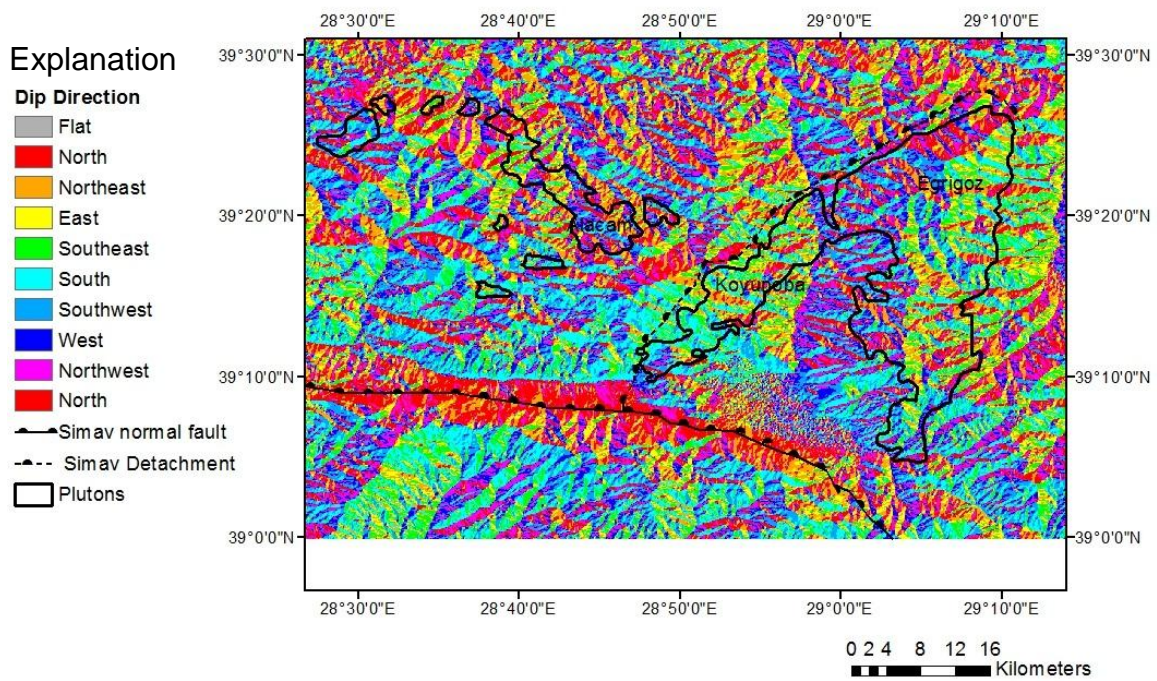 28°30'0"E 28°40'0"E 28°50'0"E 29°0'0"E 29°10'0"E
Explanation
Dip Direction
Flat
North
Northeast
East
Southeast
South
Southwest
West
Northwest
North
Simav normal fault
Simav Detachment
Plutons
39°30'0"N 39°30'0"N
39°20'0"N 39°20'0"N
39°10'0"N 39°10'0"N
39°0'0"N 39°0'0"N
Egrigoz
Koyunoba
28°30'0"E 28°40'0"E 28°50'0"E 29°0'0"E 29°10'0"E
0 2 4 8 12 16
Kilometers